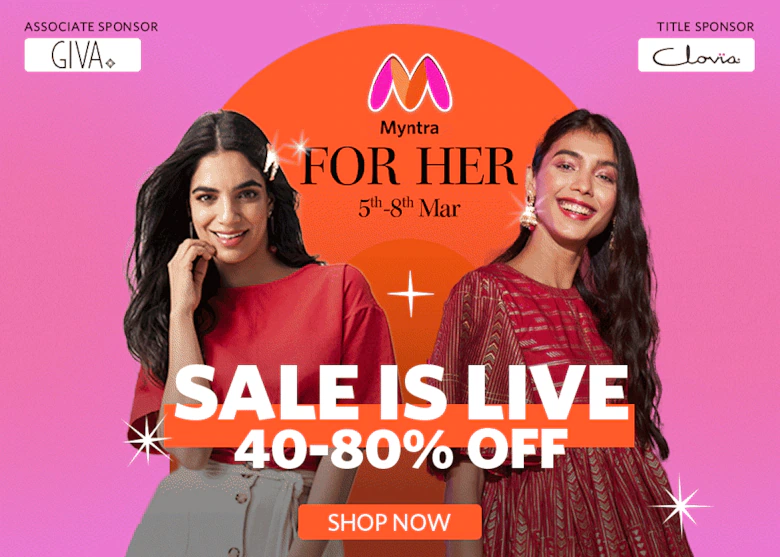 ASSOCIATE SPONSOR
GIVA
TITLE SPONSOR
Clovia
Myntra
FOR HER
5th-8th Mar
SALE IS LIVE
40-80% OFF
SHOP NOW